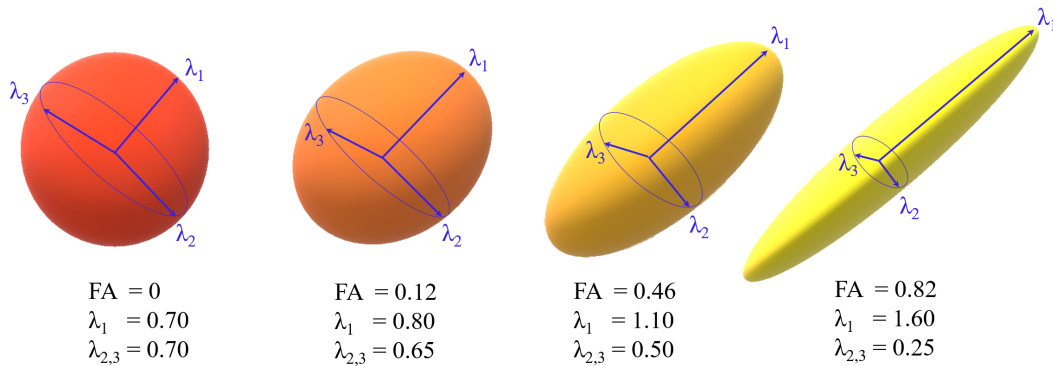 λ1
λ3
λ2
FA = 0
λ1 = 0.70
λ2,3 = 0.70
λ1
λ3
λ2
FA = 0.12
λ1 = 0.80
λ2,3 = 0.65
λ1
λ3
λ2
FA = 0.46
λ1 = 1.10
λ2,3 = 0.50
λ1
λ3
λ2
FA = 0.82
λ1 = 1.60
λ2,3 = 0.25